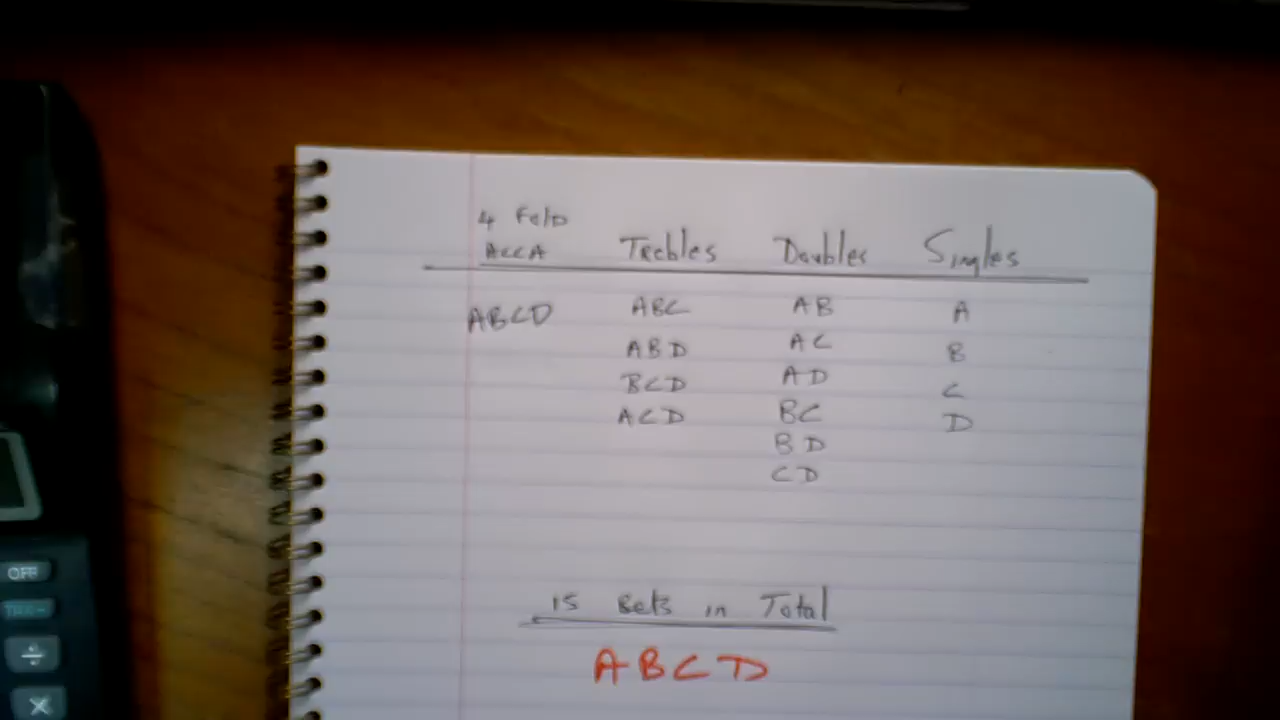 4 Fold
ACCA Trebles Doubles Singles
ABCD ABC AB A
ABD AC B
BCD AD C
ACD BC D
BD
CD
15 Bets in Total
ABCD
OFF
÷
×